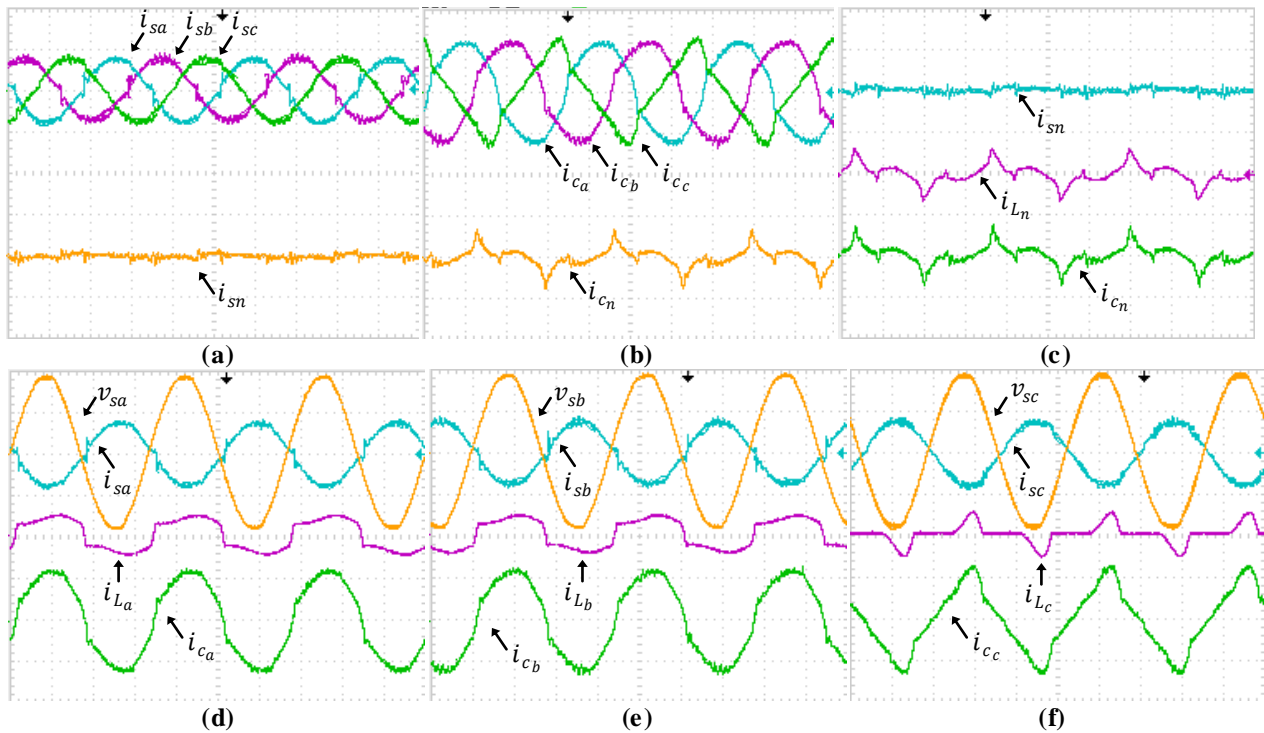 i_sa i_sb i_sc
i_sn
(a)
i_ca i_cb i_cc
i_cn
(b)
i_sn
i_Ln
i_cn
(c)
v_sa
i_sa
i_La
i_ca
(d)
v_sb
i_sb
i_Lb
i_cb
(e)
v_sc
i_sc
i_Lc
i_cc
(f)